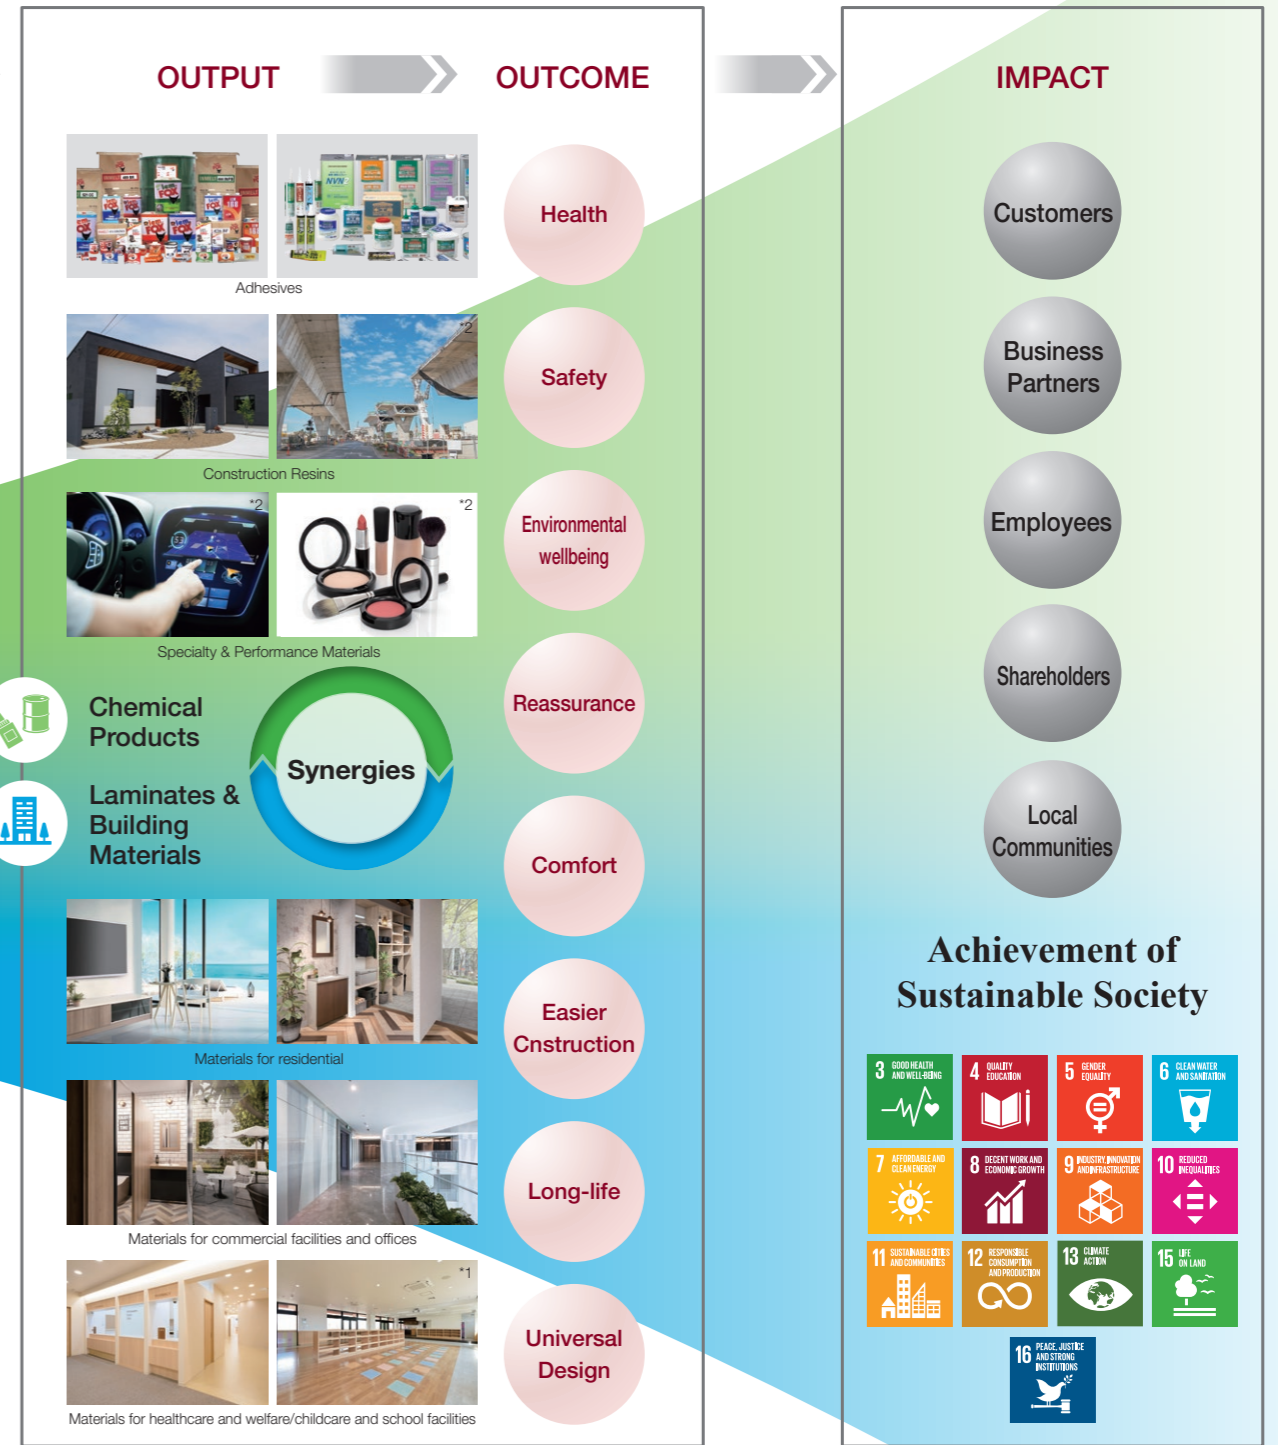 OUTPUT
OUTCOME
IMPACT
NVN
FOX
FOX
FOX
FOX
Adhesives
*2
Construction Resins
*2
*2
Specialty & Performance Materials
Chemical
Products
Laminates &
Building
Materials
Synergies
Materials for residential
Materials for commercial facilities and offices
*1
Materials for healthcare and welfare/childcare and school facilities
Health
Safety
Environmental
wellbeing
Reassurance
Comfort
Easier
Cnstruction
Long-life
Universal
Design
Customers
Business
Partners
Employees
Shareholders
Local
Communities
Achievement of
Sustainable Society
3 GOOD HEALTH
AND WELL-BEING
4 QUALITY
EDUCATION
5 GENDER
EQUALITY
6 CLEAN WATER
AND SANITATION
7 AFFORDABLE AND
CLEAN ENERGY
8 DECENT WORK AND
ECONOMIC GROWTH
9 INDUSTRY, INNOVATION
AND INFRASTRUCTURE
10 REDUCED
INEQUALITIES
11 SUSTAINABLE CITIES
AND COMMUNITIES
12 RESPONSIBLE
CONSUMPTION
AND PRODUCTION
13 CLIMATE
ACTION
15 LIFE
ON LAND
16 PEACE, JUSTICE
AND STRONG
INSTITUTIONS